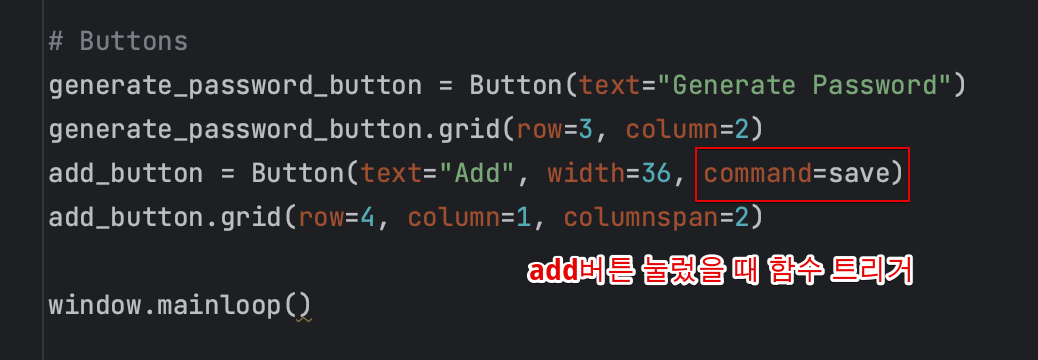 # Buttons
generate_password_button = Button(text="Generate Password")
generate_password_button.grid(row=3, column=2)
add_button = Button(text="Add", width=36, command=save)
add_button.grid(row=4, column=1, columnspan=2)
add버튼 눌렀을 때 함수 트리거
window.mainloop()